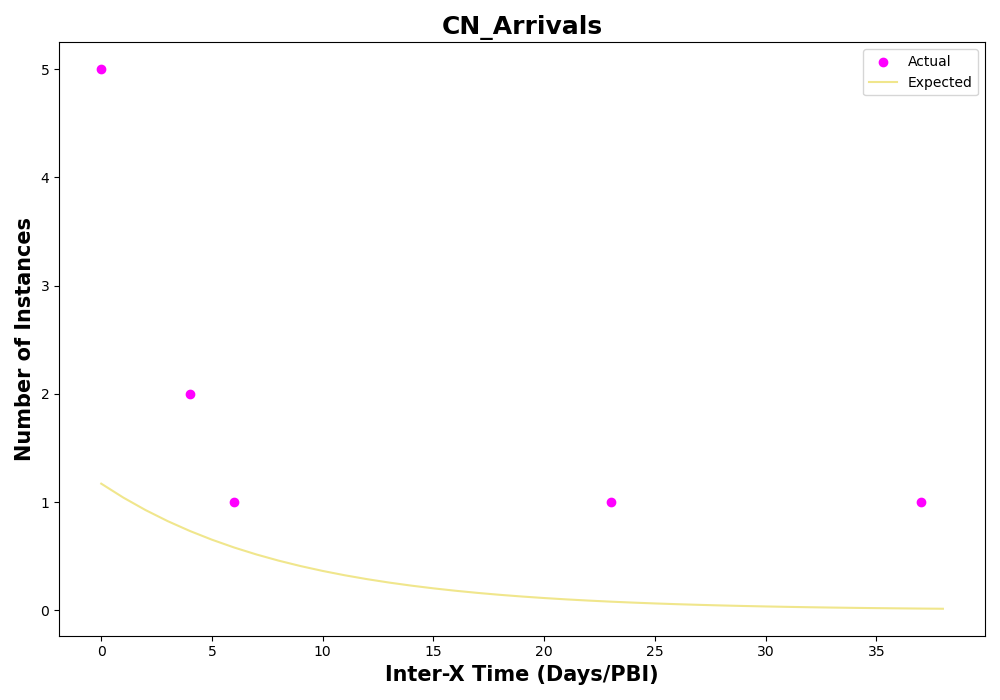 CN_Arrivals
Actual
Expected
5
4
3
2
1
0
Number of Instances
0 5 10 15 20 25 30 35
Inter-X Time (Days/PBI)